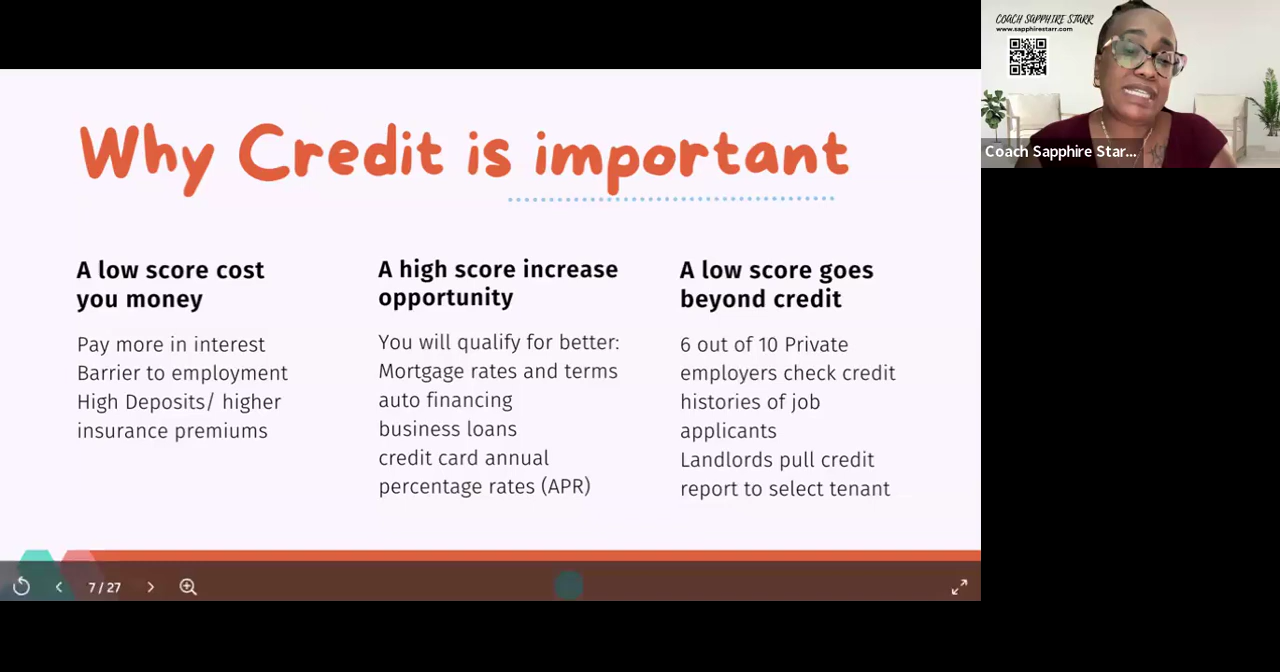 Why Credit is important
A low score cost
you money
Pay more in interest
Barrier to employment
High Deposits/ higher
insurance premiums
A high score increase
opportunity
You will qualify for better:
Mortgage rates and terms
auto financing
business loans
credit card annual
percentage rates (APR)
A low score goes
beyond credit
6 out of 10 Private
employers check credit
histories of job
applicants
Landlords pull credit
report to select tenant
7 / 27
COACH SAPPHIRE STARR
www.sapphirestarr.com
Coach Sapphire Star...